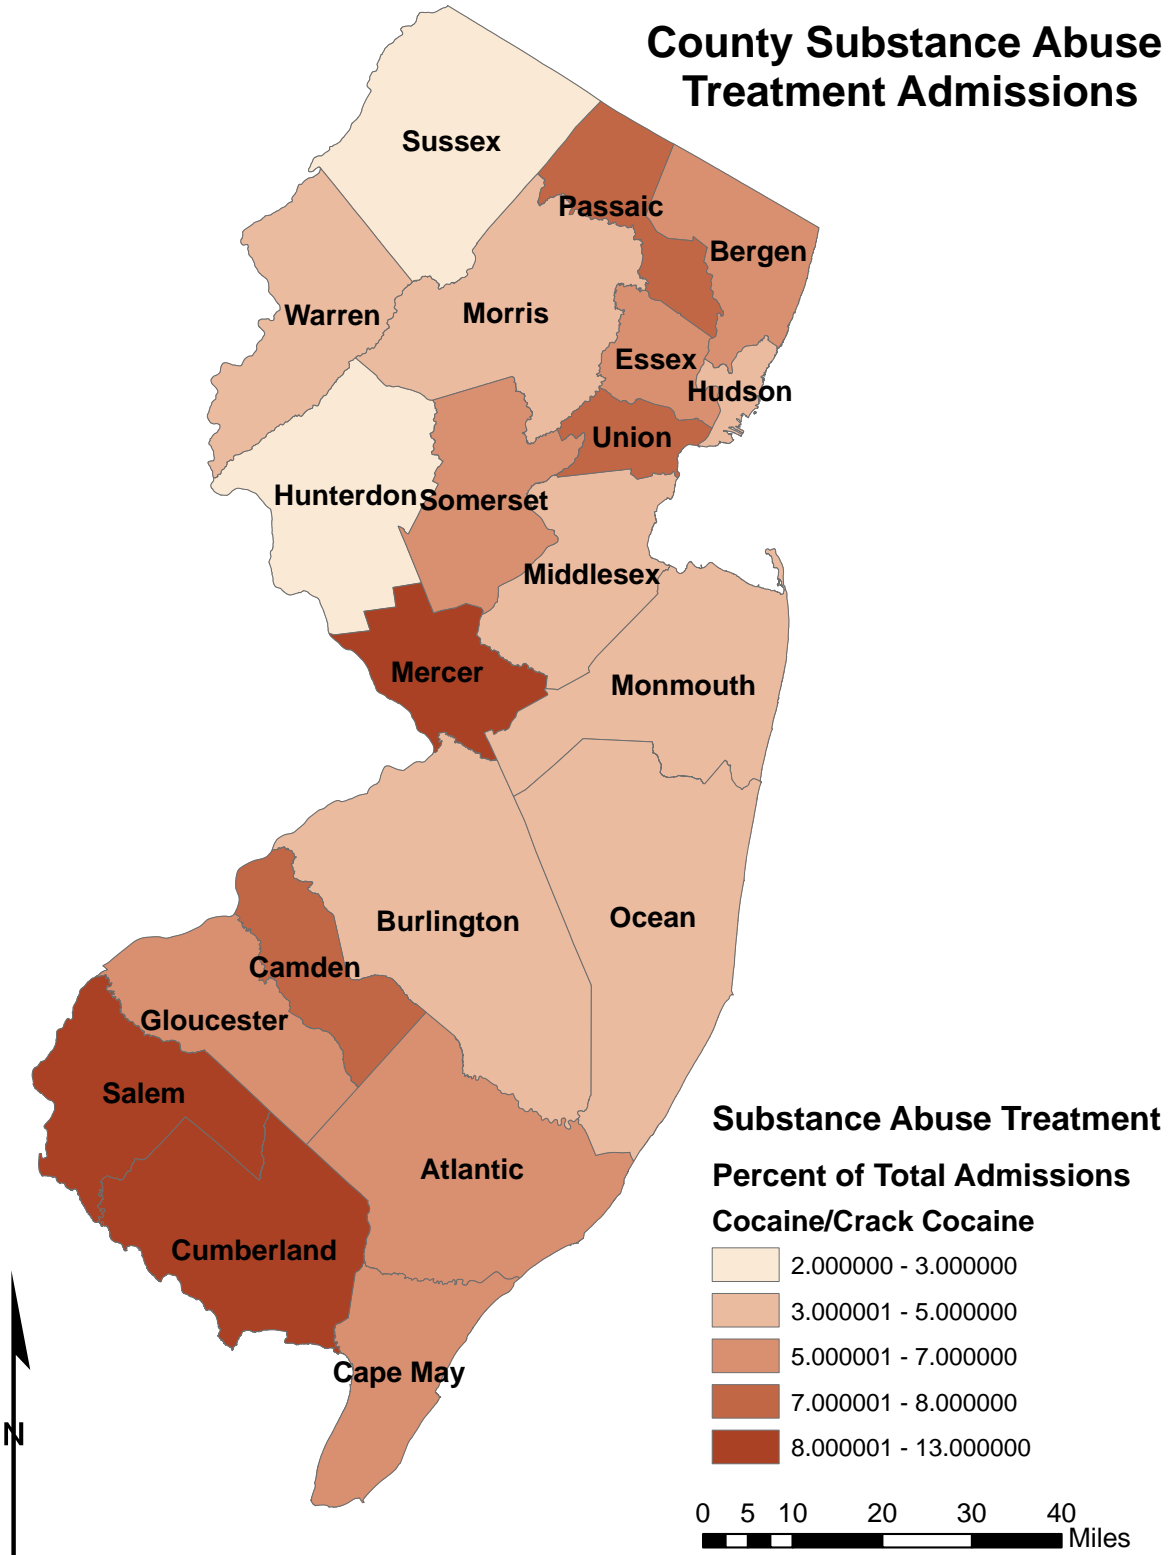 County Substance Abuse
Treatment Admissions
Sussex
Passaic
Bergen
Warren
Morris
Essex
Hudson
Union
Hunterdon
Somerset
Middlesex
Mercer
Monmouth
Burlington
Ocean
Camden
Gloucester
Salem
Atlantic
Cumberland
Cape May
Substance Abuse Treatment
Percent of Total Admissions
Cocaine/Crack Cocaine
2.000000 - 3.000000
3.000001 - 5.000000
5.000001 - 7.000000
7.000001 - 8.000000
8.000001 - 13.000000
N
0 5 10 20 30 40
Miles